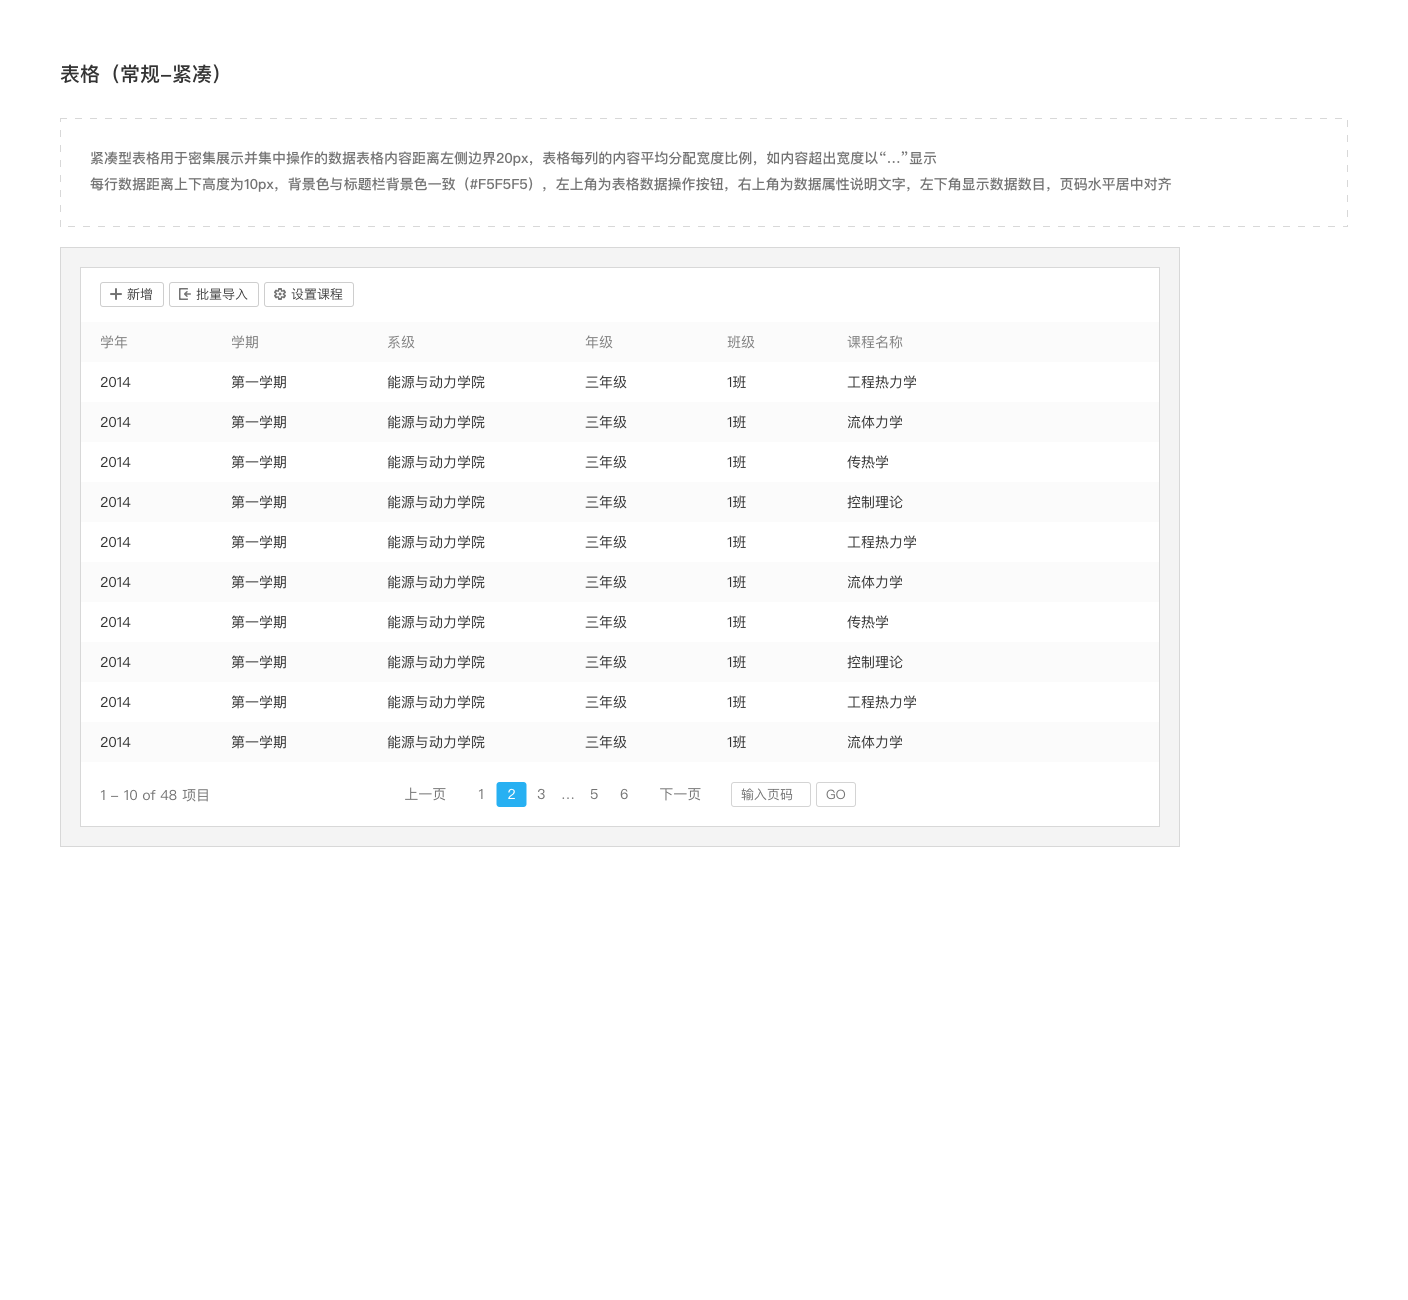 表格（常规–紧凑）
紧凑型表格用于密集展示并集中操作的数据表格内容距离左侧边界20px，表格每列的内容平均分配宽度比例，如内容超出宽度以“...”显示
每行数据距离上下高度为10px，背景色与标题栏背景色一致（#F5F5F5），左上角为表格数据操作按钮，右上角为数据属性说明文字，左下角显示数据数目，页码水平居中对齐
新增 批量导入 设置课程
学年 学期 系级 年级 班级 课程名称
2014 第一学期 能源与动力学院 三年级 1班 工程热力学
2014 第一学期 能源与动力学院 三年级 1班 流体力学
2014 第一学期 能源与动力学院 三年级 1班 传热学
2014 第一学期 能源与动力学院 三年级 1班 控制理论
2014 第一学期 能源与动力学院 三年级 1班 工程热力学
2014 第一学期 能源与动力学院 三年级 1班 流体力学
2014 第一学期 能源与动力学院 三年级 1班 传热学
2014 第一学期 能源与动力学院 三年级 1班 控制理论
2014 第一学期 能源与动力学院 三年级 1班 工程热力学
2014 第一学期 能源与动力学院 三年级 1班 流体力学
1 – 10 of 48 项目 上一页 1 2 3 ... 5 6 下一页 输入页码 GO